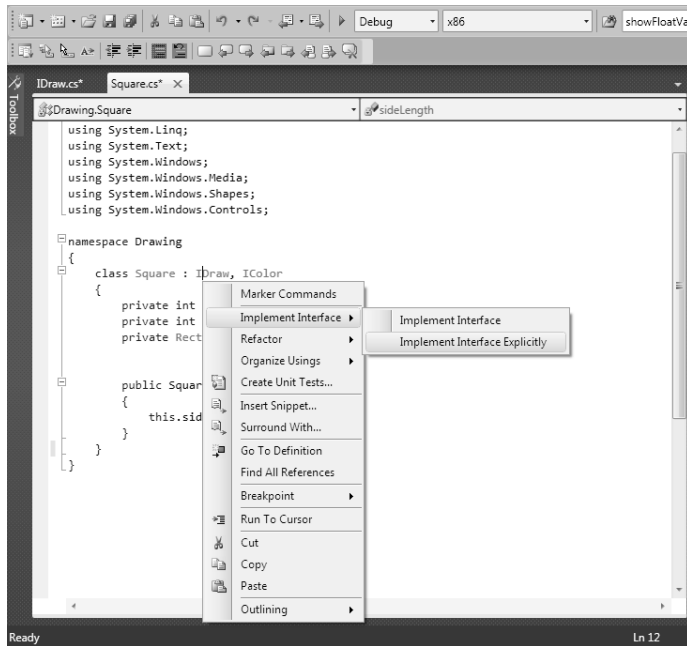 Debug x86 showFloatVa
IDraw.cs* Square.cs*
Toolbox
Drawing.Square sideLength
using System.Linq;
using System.Text;
using System.Windows;
using System.Windows.Media;
using System.Windows.Shapes;
using System.Windows.Controls;
namespace Drawing
{
class Square : IDraw, IColor
{
private int
private int
private Rect
public Squar
{
this.sid
}
}
}
Marker Commands
Implement Interface
Refactor
Organize Usings
Create Unit Tests...
Insert Snippet...
Surround With...
Go To Definition
Find All References
Breakpoint
Run To Cursor
Cut
Copy
Paste
Outlining
Implement Interface
Implement Interface Explicitly
Ready Ln 12